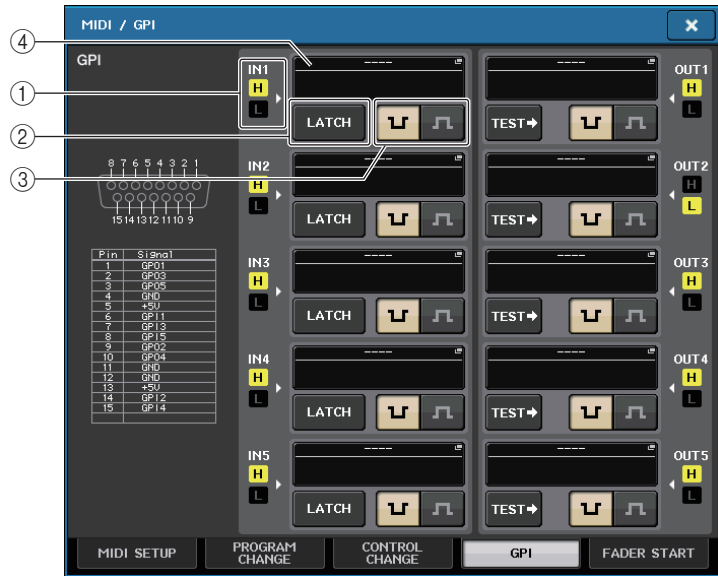 MIDI / GPI
×
④
①
②
③
GPI
IN1
H
L
----
LATCH
----
TEST
OUT1
H
L
8 7 6 5 4 3 2 1
15 14 13 12 11 10 9
IN2
H
L
----
LATCH
----
TEST
OUT2
H
L
Pin Signal
1 GPO1
2 GPO3
3 GPO5
4 GND
5 +5V
6 GPI1
7 GPI3
8 GPI5
9 GPO2
10 GPO4
11 GND
12 GND
13 +5V
14 GPI2
15 GPI4
IN3
H
L
----
LATCH
----
TEST
OUT3
H
L
IN4
H
L
----
LATCH
----
TEST
OUT4
H
L
IN5
H
L
----
LATCH
----
TEST
OUT5
H
L
MIDI SETUP
PROGRAM
CHANGE
CONTROL
CHANGE
GPI
FADER START